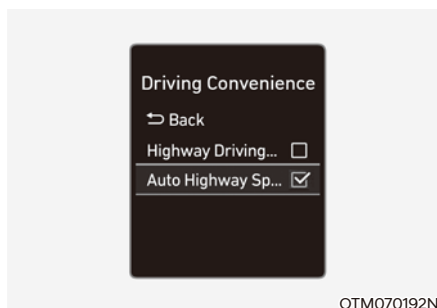 Driving Convenience
Back
Highway Driving...
Auto Highway Sp...
OTM070192N